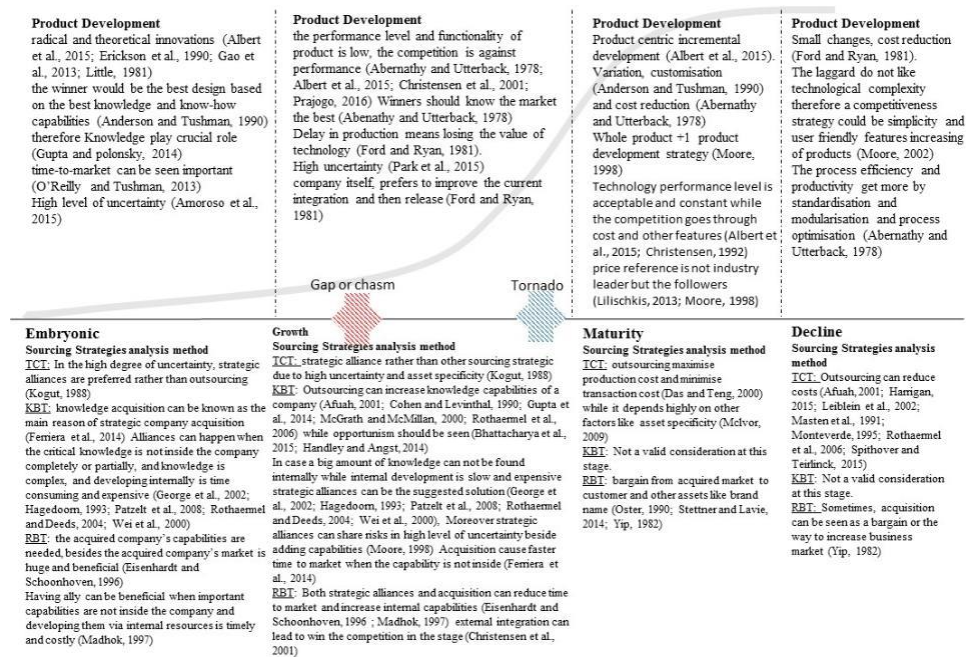 Product Development
radical and theoretical innovations (Albert
et al., 2015; Erickson et al., 1990; Gao et
al., 2013; Little, 1981)
the winner would be the best design based
on the best knowledge and know-how
capabilities (Anderson and Tushman, 1990)
therefore Knowledge play crucial role
(Gupta and polonsky, 2014)
time-to-market can be seen important
(O'Reilly and Tushman, 2013)
High level of uncertainty (Amoroso et al.,
2015)
Product Development
the performance level and functionality of
product is low, the competition is against
performance (Abernathy and Utterback, 1978;
Albert et al., 2015; Christensen et al., 2001;
Prajogo, 2016) Winners should know the market
the best (Abenathy and Utterback, 1978)
Delay in production means losing the value of
technology (Ford and Ryan, 1981).
High uncertainty (Park et al., 2015)
company itself, prefers to improve the current
integration and then release (Ford and Ryan,
1981)
Product Development
Product centric incremental
development (Albert et al., 2015).
Variation, customisation
(Anderson and Tushman, 1990)
and cost reduction (Abernathy
and Utterback, 1978)
Whole product +1 product
development strategy (Moore,
1998)
Technology performance level is
acceptable and constant while
the competition goes through
cost and other features (Albert et
al., 2015; Christensen, 1992)
price reference is not industry
leader but the followers
(Lilischkis, 2013; Moore, 1998)
Product Development
Small changes, cost reduction
(Ford and Ryan, 1981).
The laggard do not like
technological complexity
therefore a competitiveness
strategy could be simplicity and
user friendly features increasing
of products (Moore, 2002)
The process efficiency and
productivity get more by
standardisation and
modularisation and process
optimisation (Abernathy and
Utterback, 1978)
Gap or chasm
Tornado
Embryonic
Sourcing Strategies analysis method
TCT: In the high degree of uncertainty, strategic
alliances are preferred rather than outsourcing
(Kogut, 1988)
KBT: knowledge acquisition can be known as the
main reason of strategic company acquisition
(Ferriera et al., 2014) Alliances can happen when
the critical knowledge is not inside the company
completely or partially, and knowledge is
complex, and developing internally is time
consuming and expensive (George et al., 2002;
Hagedoorn, 1993; Patzelt et al., 2008; Rothaermel
and Deeds, 2004; Wei et al., 2000)
RBT: the acquired company's capabilities are
needed, besides the acquired company's market is
huge and beneficial (Eisenhardt and
Schoonhoven, 1996)
Having ally can be beneficial when important
capabilities are not inside the company and
developing them via internal resources is timely
and costly (Madhok, 1997)
Growth
Sourcing Strategies analysis method
TCT: strategic alliance rather than other sourcing strategic
due to high uncertainty and asset specificity (Kogut, 1988)
KBT: Outsourcing can increase knowledge capabilities of a
company (Afuah, 2001; Cohen and Levinthal, 1990; Gupta et
al., 2014; McGrath and McMillan, 2000; Rothaermel et al.,
2006) while opportunism should be seen (Bhattacharya et al.,
2015; Handley and Angst, 2014)
In case a big amount of knowledge can not be found
internally while internal development is slow and expensive
strategic alliances can be the suggested solution (George et
al., 2002; Hagedoorn, 1993; Patzelt et al., 2008; Rothaermel
and Deeds, 2004; Wei et al., 2000), Moreover strategic
alliances can share risks in high level of uncertainty beside
adding capabilities (Moore, 1998) Acquisition cause faster
time to market when the capability is not inside (Ferriera et
al., 2014)
RBT: Both strategic alliances and acquisition can reduce time
to market and increase internal capabilities (Eisenhardt and
Schoonhoven, 1996 ; Madhok, 1997) external integration can
lead to win the competition in the stage (Christensen et al.,
2001)
Maturity
Sourcing Strategies analysis method
TCT: outsourcing maximise
production cost and minimise
transaction cost (Das and Teng, 2000)
while it depends highly on other
factors like asset specificity (McIvor,
2009)
KBT: Not a valid consideration at this
stage.
RBT: bargain from acquired market to
customer and other assets like brand
name (Oster, 1990; Stettner and Lavie,
2014; Yip, 1982)
Decline
Sourcing Strategies analysis
method
TCT: Outsourcing can reduce
costs (Afuah, 2001; Harrigan,
2015; Leiblein et al., 2002;
Masten et al., 1991;
Monteverde, 1995; Rothaermel
et al., 2006; Spithover and
Teirlinck, 2015)
KBT: Not a valid consideration
at this stage.
RBT: Sometimes, acquisition
can be seen as a bargain or the
way to increase business
market (Yip, 1982)